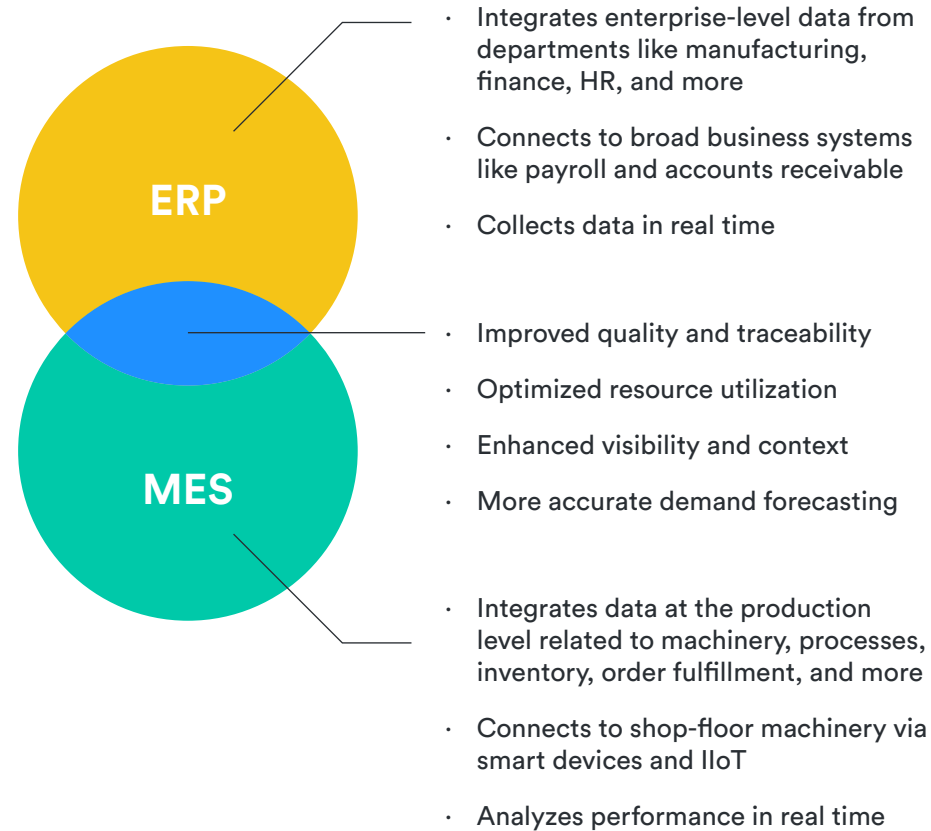 · Integrates enterprise-level data from
departments like manufacturing,
finance, HR, and more
· Connects to broad business systems
like payroll and accounts receivable
· Collects data in real time
ERP
· Improved quality and traceability
· Optimized resource utilization
· Enhanced visibility and context
· More accurate demand forecasting
MES
· Integrates data at the production
level related to machinery, processes,
inventory, order fulfillment, and more
· Connects to shop-floor machinery via
smart devices and IIoT
· Analyzes performance in real time